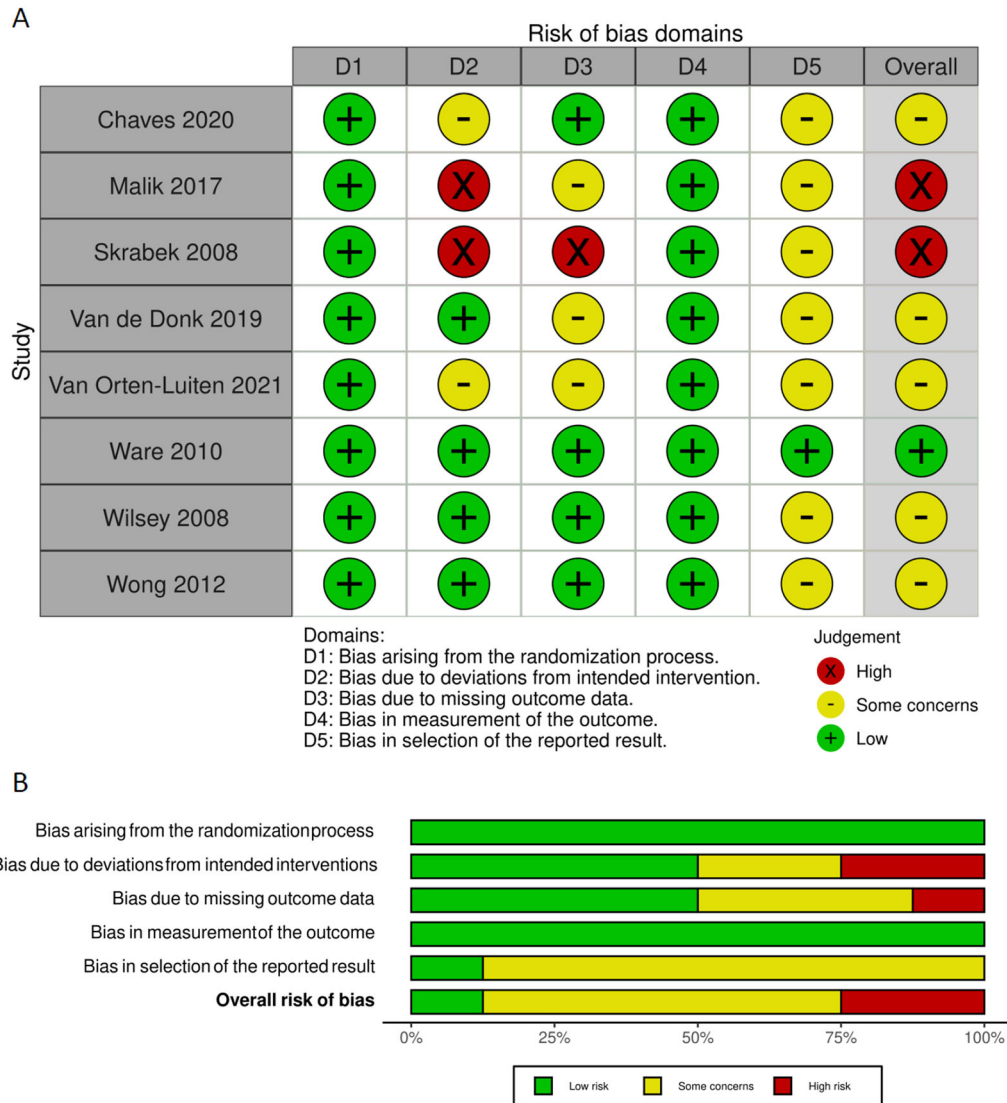 A
Risk of bias domains
D1 D2 D3 D4 D5 Overall
Study
Chaves 2020 + - + + - -
Malik 2017 + X - + - X
Skrabek 2008 + X X + - X
Van de Donk 2019 + + - + - -
Van Orten-Luiten 2021 + - - + - -
Ware 2010 + + + + + +
Wilsey 2008 + + + + - -
Wong 2012 + + + + - -
Domains:
D1: Bias arising from the randomization process.
D2: Bias due to deviations from intended intervention.
D3: Bias due to missing outcome data.
D4: Bias in measurement of the outcome.
D5: Bias in selection of the reported result.
Judgement
X High
- Some concerns
+ Low
B
Bias arising from the randomization process
Bias due to deviations from intended interventions
Bias due to missing outcome data
Bias in measurement of the outcome
Bias in selection of the reported result
Overall risk of bias
0% 25% 50% 75% 100%
Low risk Some concerns High risk